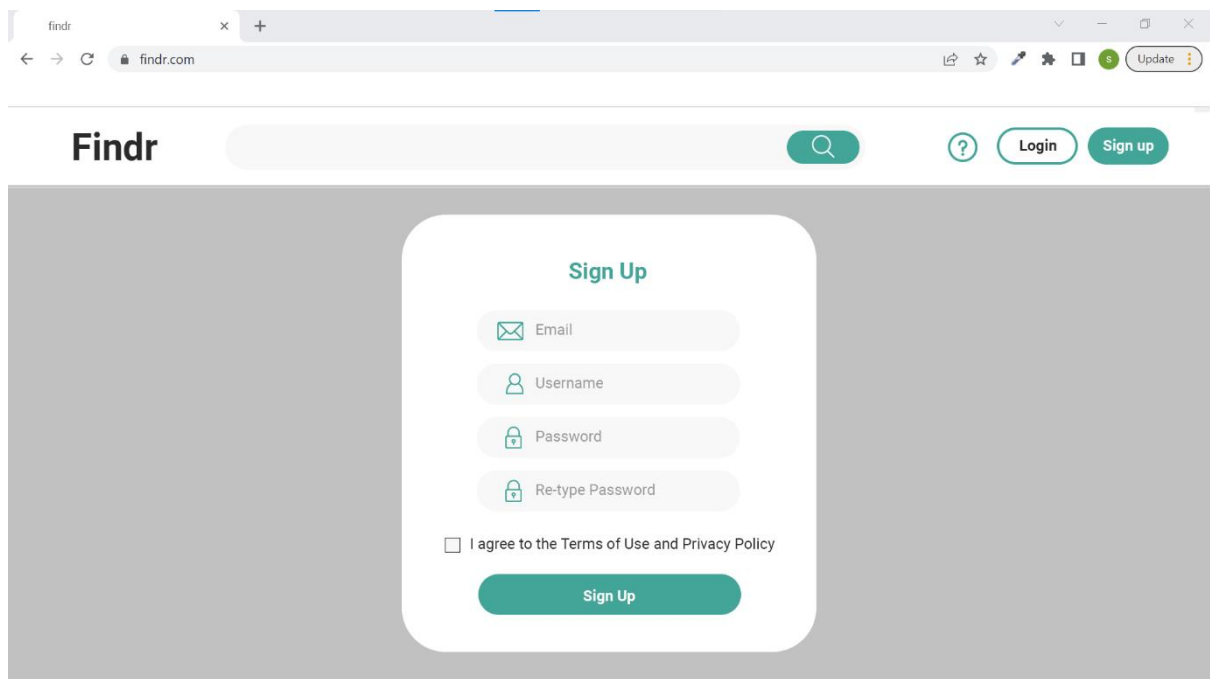 findr
findr.com
S
Update
Findr
?
Login
Sign up
Sign Up
Email
Username
Password
Re-type Password
I agree to the Terms of Use and Privacy Policy
Sign Up